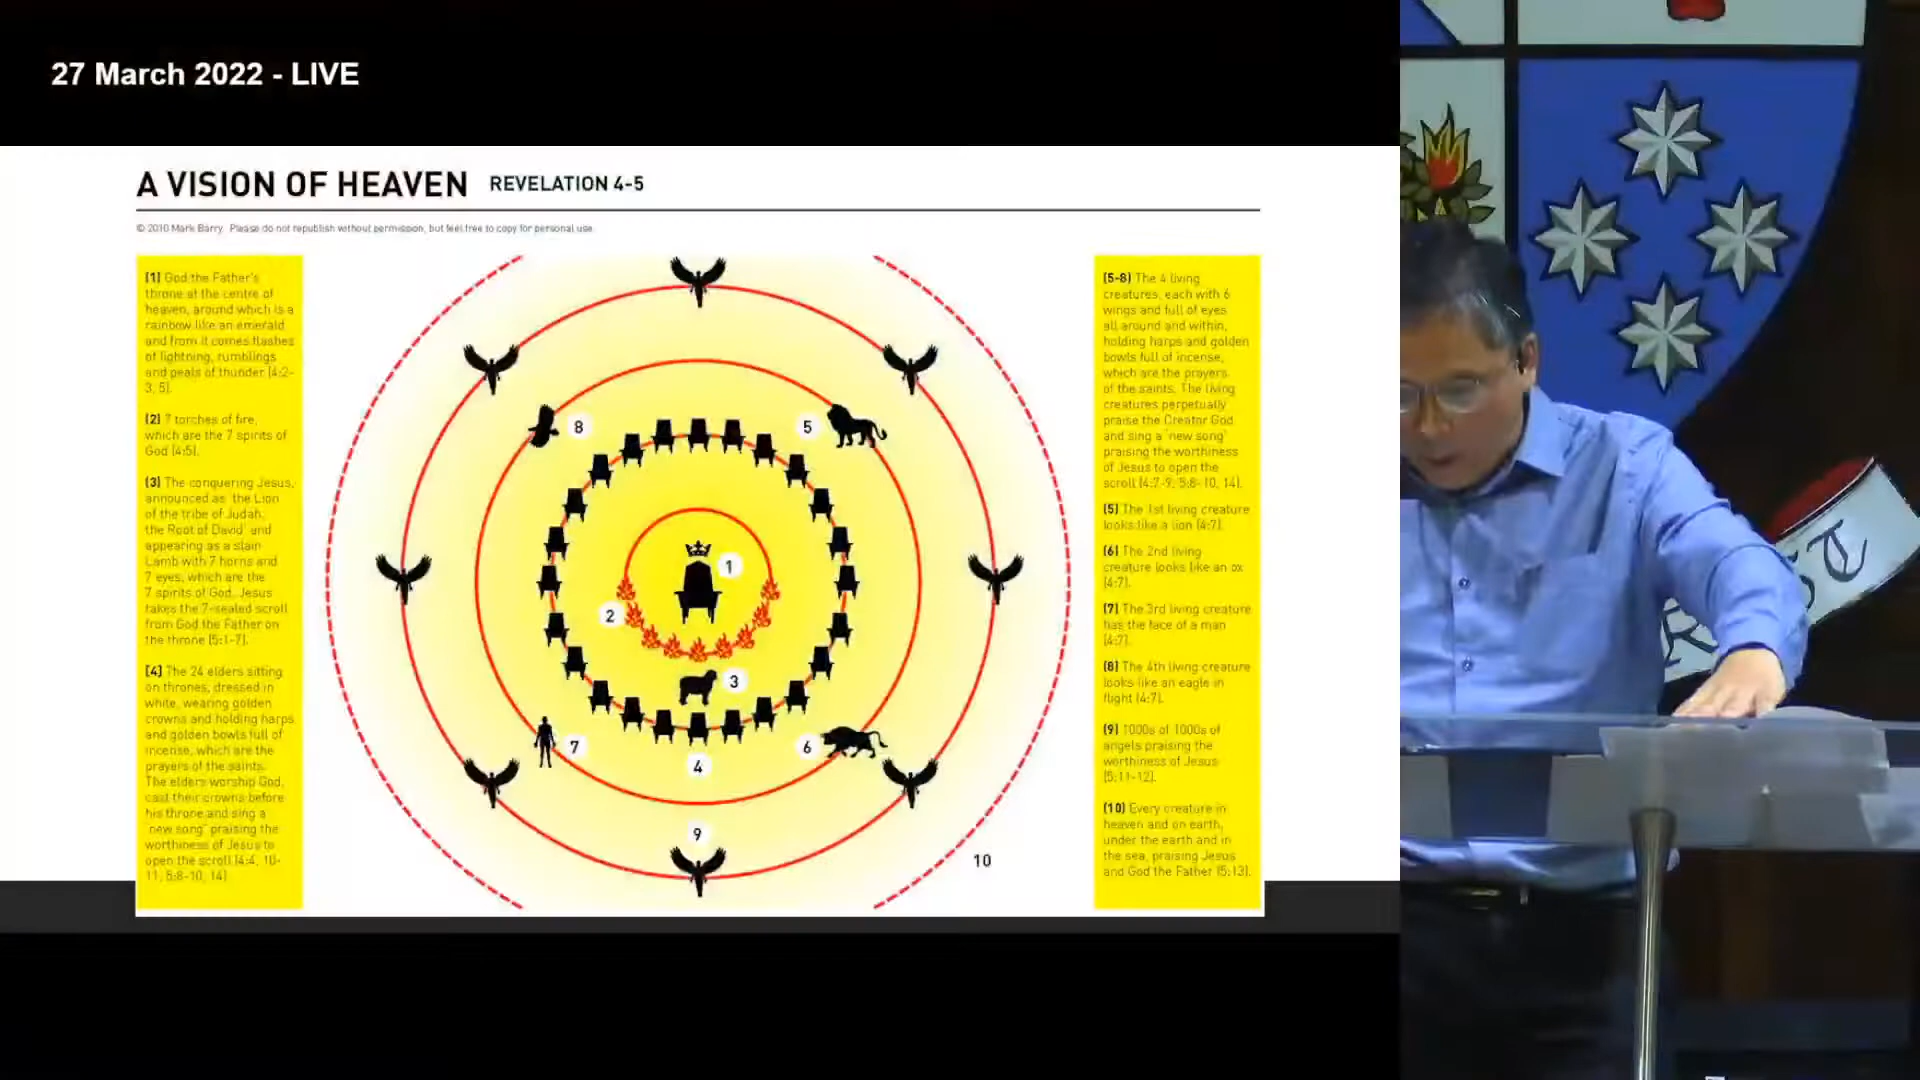 27 March 2022 - LIVE
A VISION OF HEAVEN REVELATION 4-5
© 2010 Mark Barry. Please do not republish without permission, but feel free to copy for personal use.
(1) God the Father's
throne at the centre of
heaven, around which is a
rainbow like an emerald
and from it comes flashes
of lightning, rumblings
and peals of thunder (4:2-
3, 5).
(2) 7 torches of fire,
which are the 7 spirits of
God (4:5).
(3) The conquering Jesus,
announced as 'the Lion
of the tribe of Judah,
the Root of David' and
appearing as a slain
Lamb with 7 horns and
7 eyes, which are the
7 spirits of God. Jesus
takes the 7-sealed scroll
from God the Father on
the throne (5:1-7).
(4) The 24 elders sitting
on thrones, dressed in
white, wearing golden
crowns and holding harps
and golden bowls full of
incense, which are the
prayers of the saints.
The elders worship God,
cast their crowns before
his throne and sing a
"new song" praising the
worthiness of Jesus to
open the scroll (4:4, 10-
11, 5:8-10, 14)
8
5
1
2
3
7
6
4
9
10
(5-8) The 4 living
creatures, each with 6
wings and full of eyes
all around and within,
holding harps and golden
bowls full of incense,
which are the prayers
of the saints. The living
creatures perpetually
praise the Creator God
and sing a "new song"
praising the worthiness
of Jesus to open the
scroll (4:7-9, 5:8-10, 14).
(5) The 1st living creature
looks like a lion (4:7).
(6) The 2nd living
creature looks like an ox
(4:7).
(7) The 3rd living creature
has the face of a man
(4:7).
(8) The 4th living creature
looks like an eagle in
flight (4:7).
(9) 1000s of 1000s of
angels praising the
worthiness of Jesus
(5:11-12).
(10) Every creature in
heaven and on earth,
under the earth and in
the sea, praising Jesus
and God the Father (5:13).